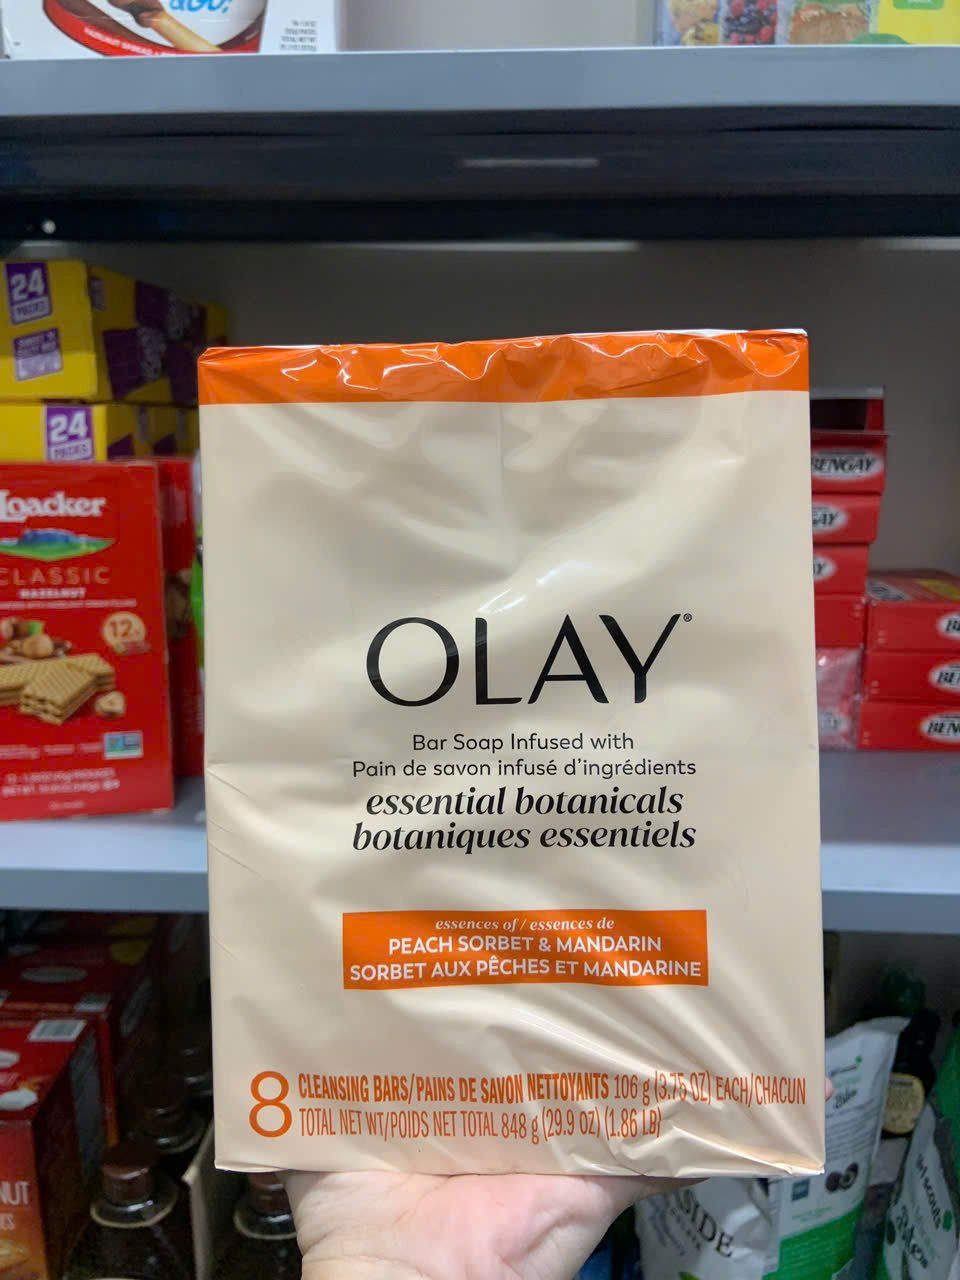 &GO!
24
PACKS
24
PACKS
Loacker
CLASSIC
HAZELNUT
BENGAY
OLAY®
Bar Soap Infused with
Pain de savon infusé d'ingrédients
essential botanicals
botaniques essentiels
essences of / essences de
PEACH SORBET & MANDARIN
SORBET AUX PÊCHES ET MANDARINE
8 CLEANSING BARS/PAINS DE SAVON NETTOYANTS 106 g (3.75 OZ) EACH/CHACUN
TOTAL NET WT/POIDS NET TOTAL 848 g (29.9 OZ) (1.86 LB)